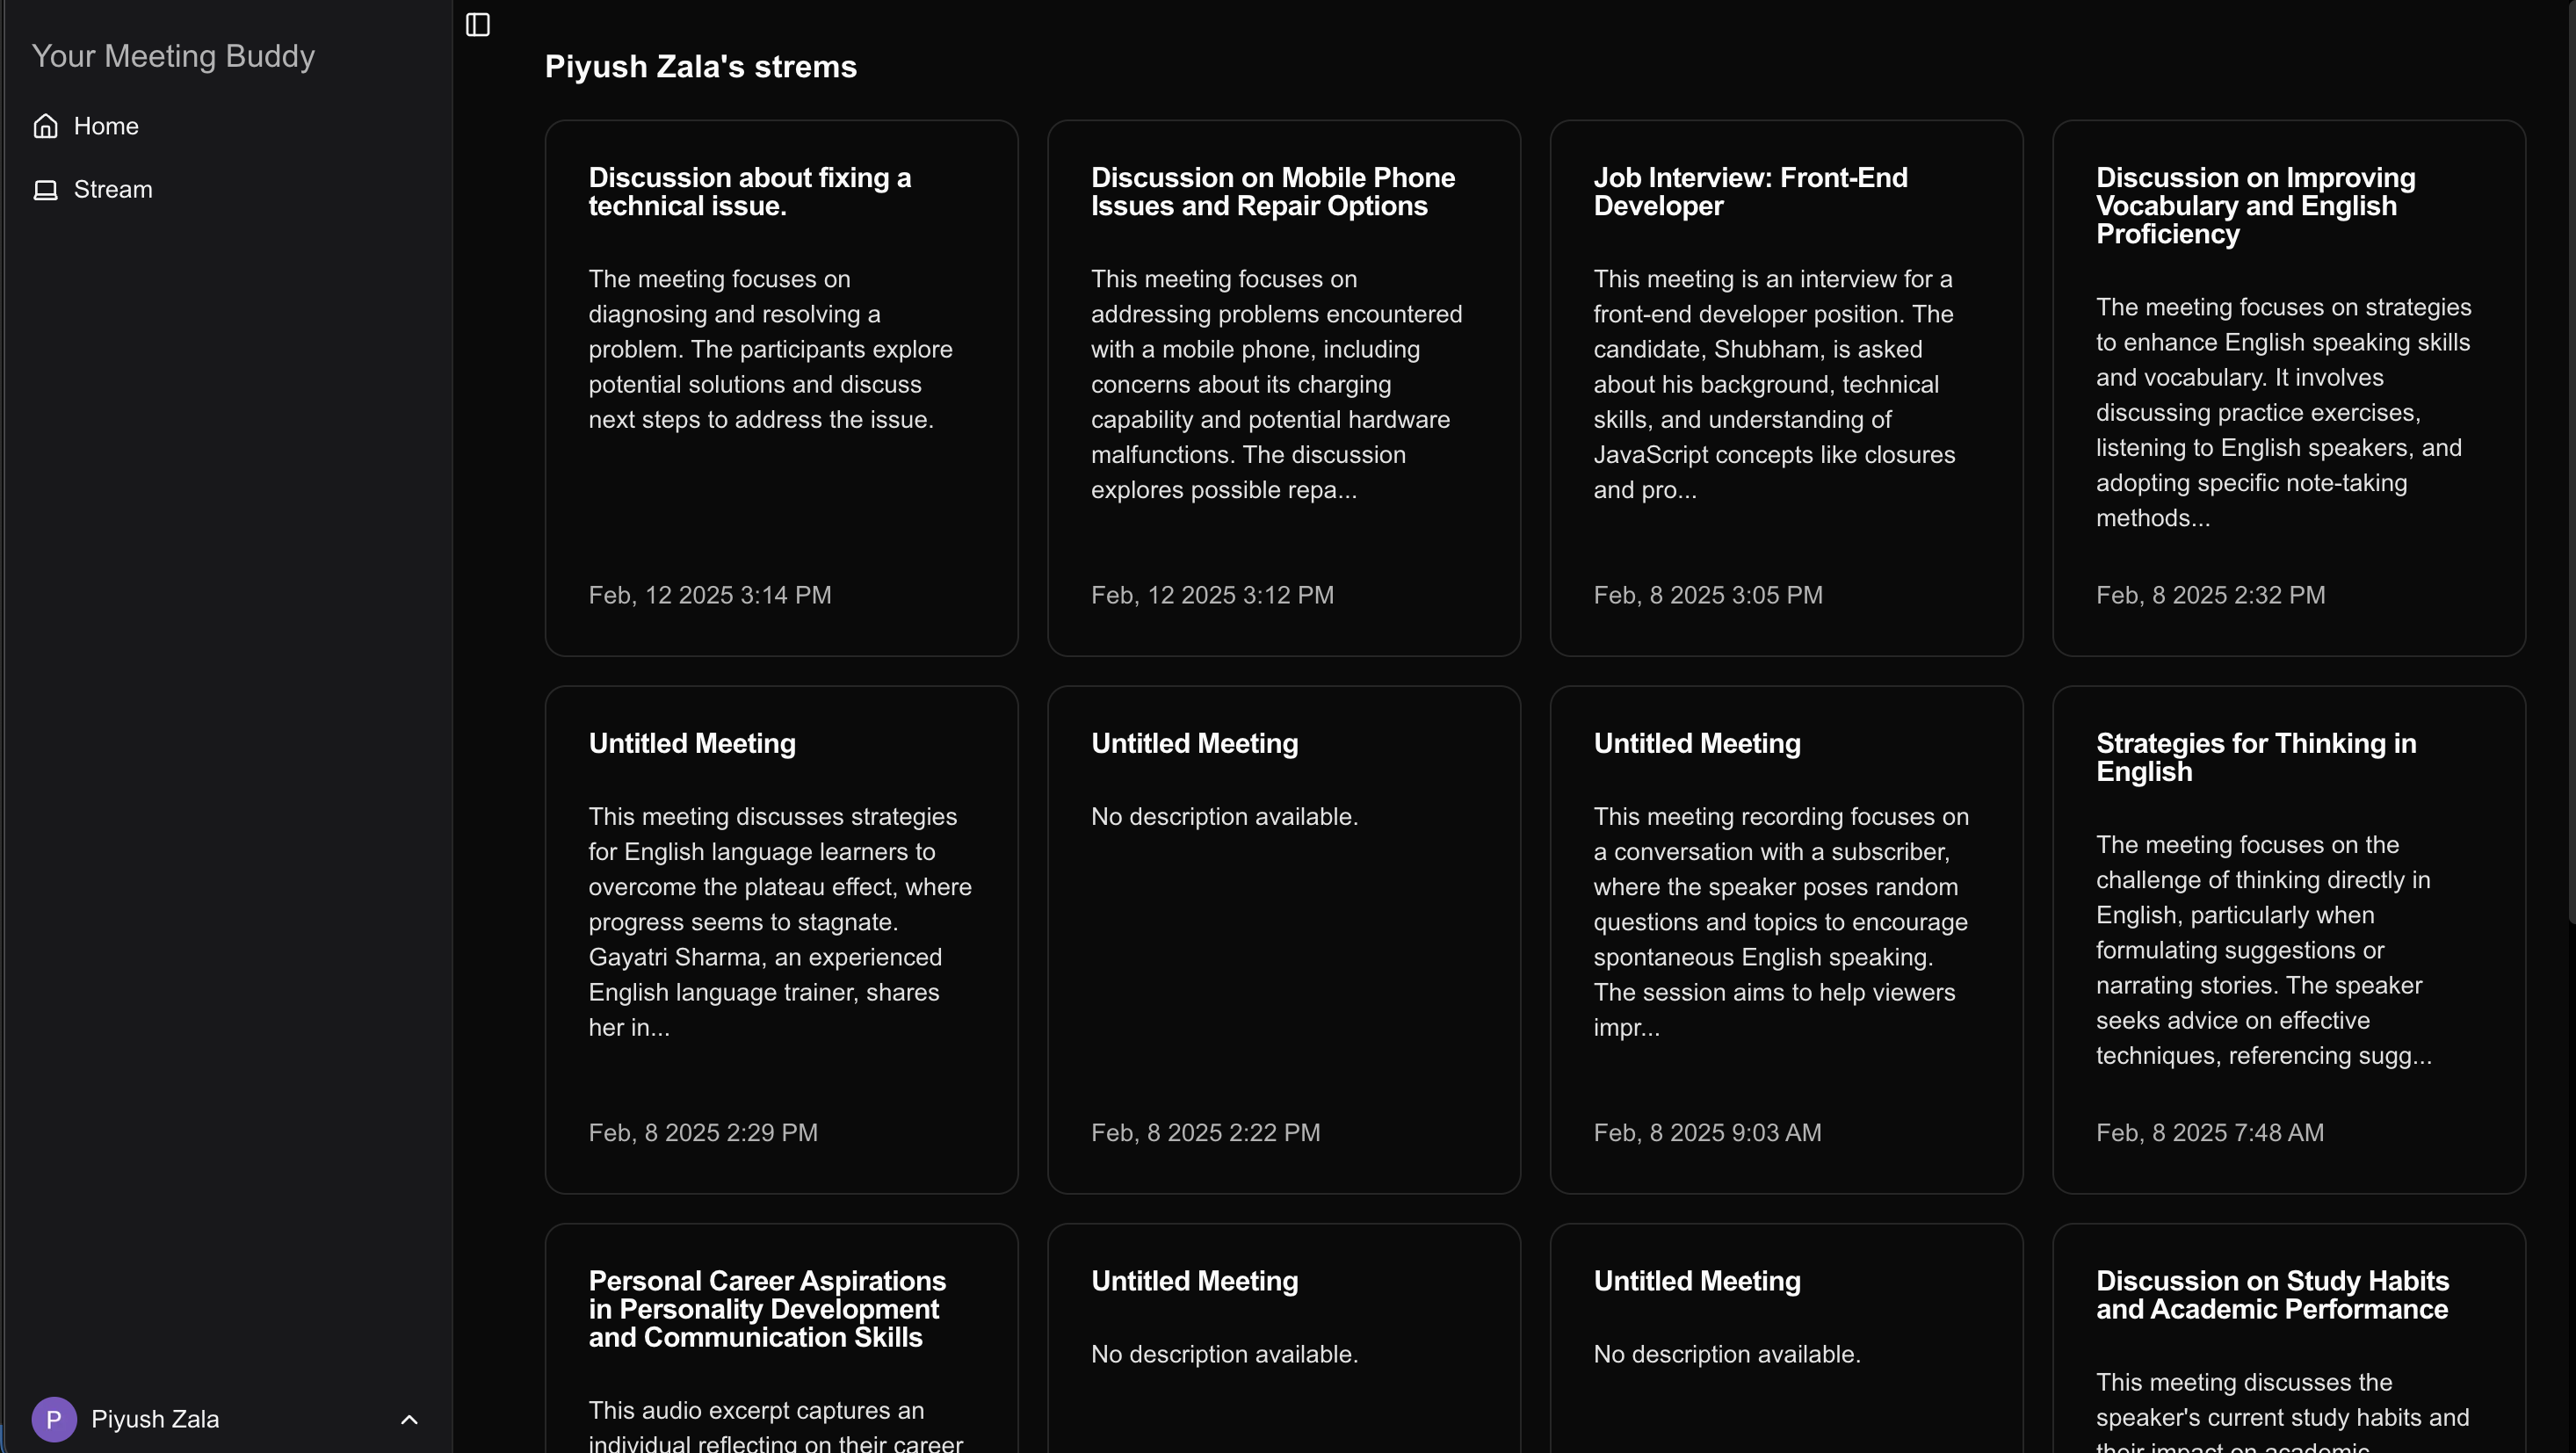 Your Meeting Buddy
Home
Stream
Piyush Zala
P
Piyush Zala's strems
Discussion about fixing a
technical issue.
The meeting focuses on
diagnosing and resolving a
problem. The participants explore
potential solutions and discuss
next steps to address the issue.
Feb, 12 2025 3:14 PM
Discussion on Mobile Phone
Issues and Repair Options
This meeting focuses on
addressing problems encountered
with a mobile phone, including
concerns about its charging
capability and potential hardware
malfunctions. The discussion
explores possible repa...
Feb, 12 2025 3:12 PM
Job Interview: Front-End
Developer
This meeting is an interview for a
front-end developer position. The
candidate, Shubham, is asked
about his background, technical
skills, and understanding of
JavaScript concepts like closures
and pro...
Feb, 8 2025 3:05 PM
Discussion on Improving
Vocabulary and English
Proficiency
The meeting focuses on strategies
to enhance English speaking skills
and vocabulary. It involves
discussing practice exercises,
listening to English speakers, and
adopting specific note-taking
methods...
Feb, 8 2025 2:32 PM
Untitled Meeting
This meeting discusses strategies
for English language learners to
overcome the plateau effect, where
progress seems to stagnate.
Gayatri Sharma, an experienced
English language trainer, shares
her in...
Feb, 8 2025 2:29 PM
Untitled Meeting
No description available.
Feb, 8 2025 2:22 PM
Untitled Meeting
This meeting recording focuses on
a conversation with a subscriber,
where the speaker poses random
questions and topics to encourage
spontaneous English speaking.
The session aims to help viewers
impr...
Feb, 8 2025 9:03 AM
Strategies for Thinking in
English
The meeting focuses on the
challenge of thinking directly in
English, particularly when
formulating suggestions or
narrating stories. The speaker
seeks advice on effective
techniques, referencing sugg...
Feb, 8 2025 7:48 AM
Personal Career Aspirations
in Personality Development
and Communication Skills
This audio excerpt captures an
individual reflecting on their career
Untitled Meeting
No description available.
Untitled Meeting
No description available.
Discussion on Study Habits
and Academic Performance
This meeting discusses the
speaker's current study habits and
their impact on academic